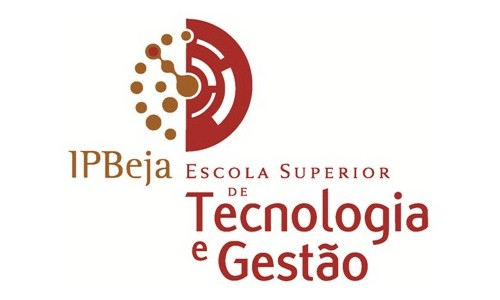 IPBeja ESCOLA SUPERIOR
DE
Tecnologia
e Gestão